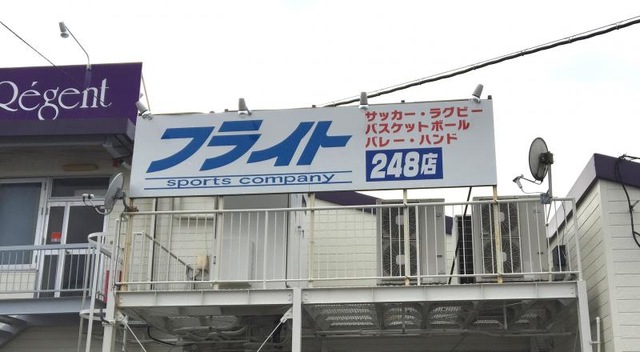 Régent
フライト
sports company
サッカー・ラグビー
バスケットボール
バレー・ハンド
248店